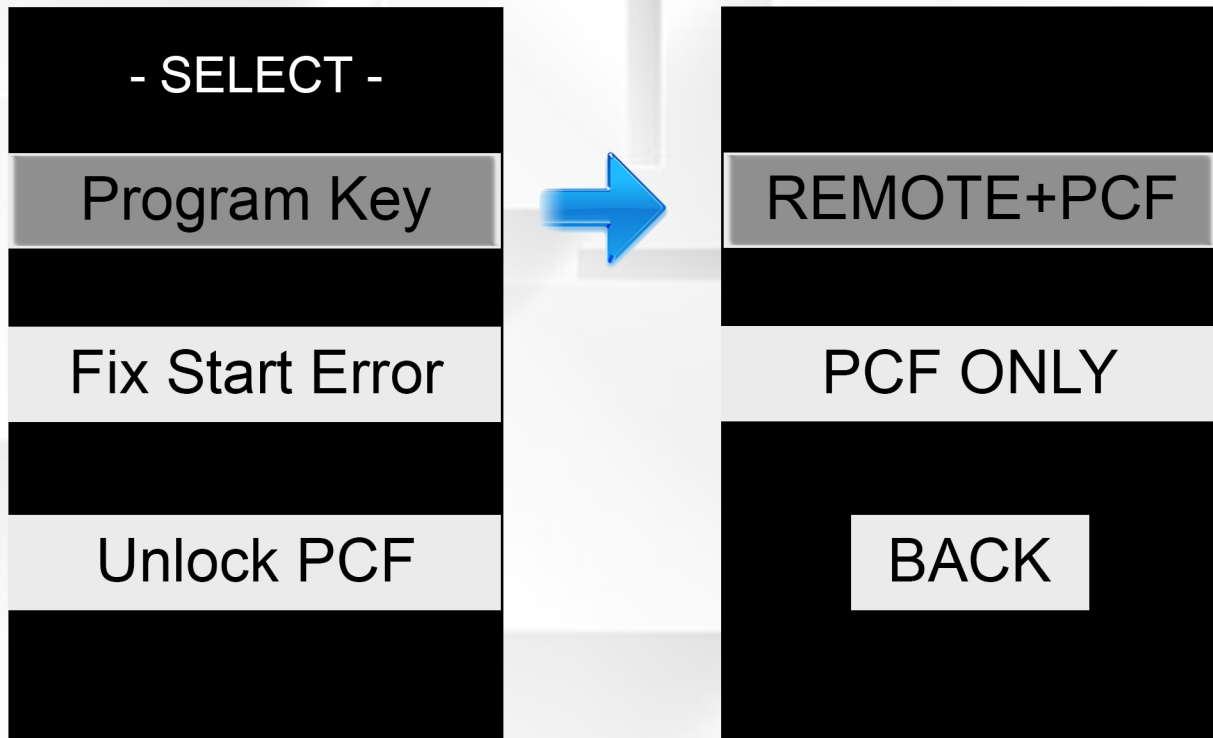 - SELECT -
Program Key
Fix Start Error
Unlock PCF
REMOTE+PCF
PCF ONLY
BACK